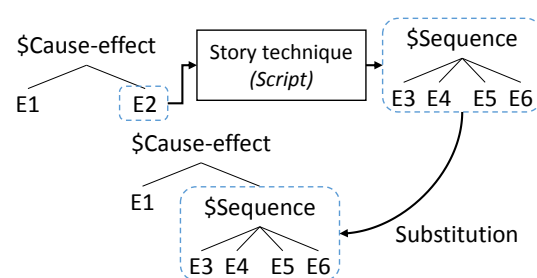 $Cause-effect
E1
E2
Story technique
(Script)
$Sequence
E3 E4 E5 E6
$Cause-effect
E1
$Sequence
E3 E4 E5 E6
Substitution